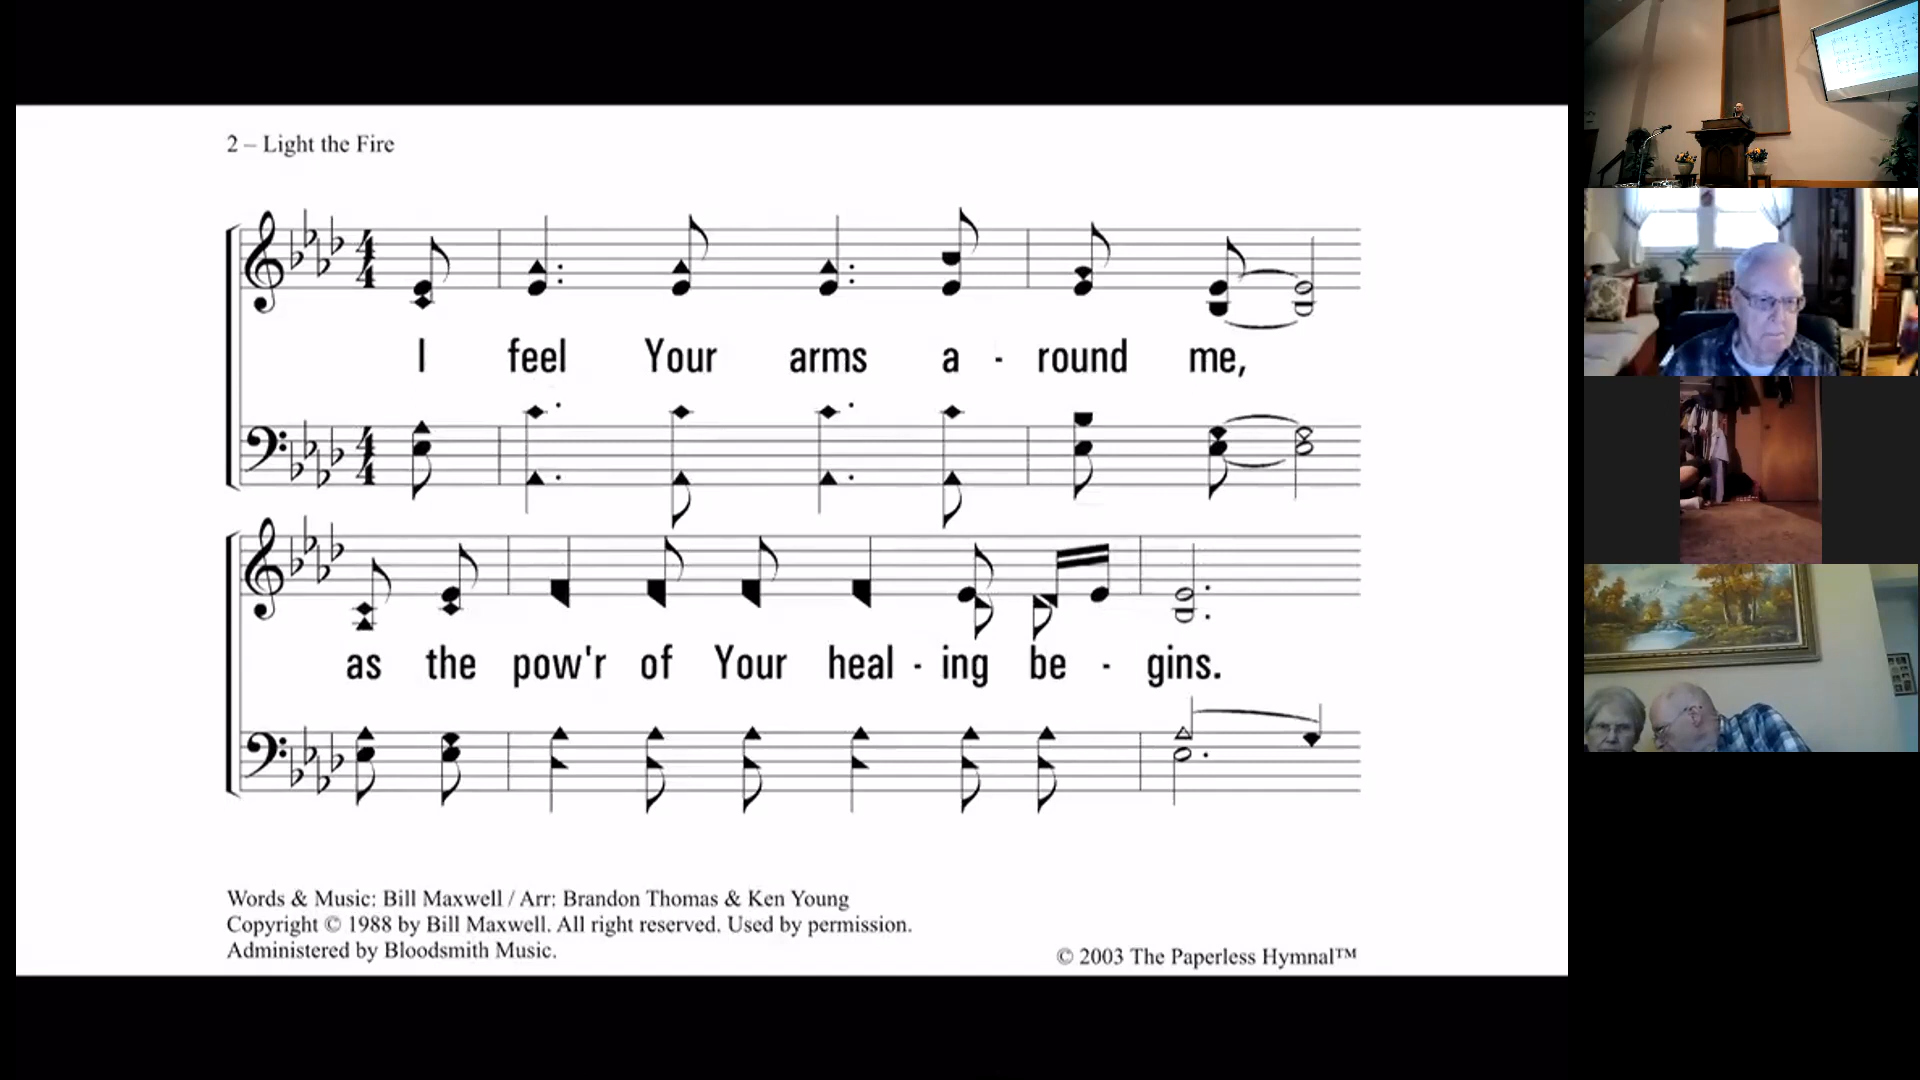 2 – Light the Fire
I feel Your arms a - round me,
as the pow'r of Your heal - ing be - gins.
Words & Music: Bill Maxwell / Arr: Brandon Thomas & Ken Young
Copyright © 1988 by Bill Maxwell. All right reserved. Used by permission.
Administered by Bloodsmith Music.
© 2003 The Paperless Hymnal™